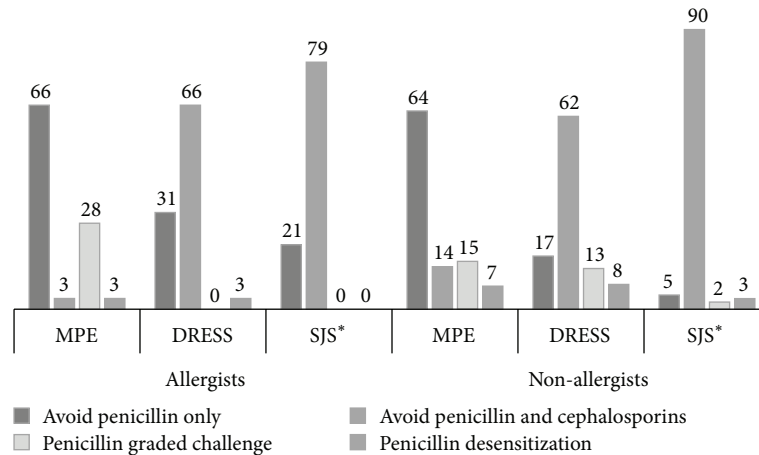 66 3 28 3 31 66 0 3 21 79 0 0 64 14 15 7 17 62 13 8 5 90 2 3
MPE DRESS SJS* MPE DRESS SJS*
Allergists Non-allergists
Avoid penicillin only Avoid penicillin and cephalosporins
Penicillin graded challenge Penicillin desensitization